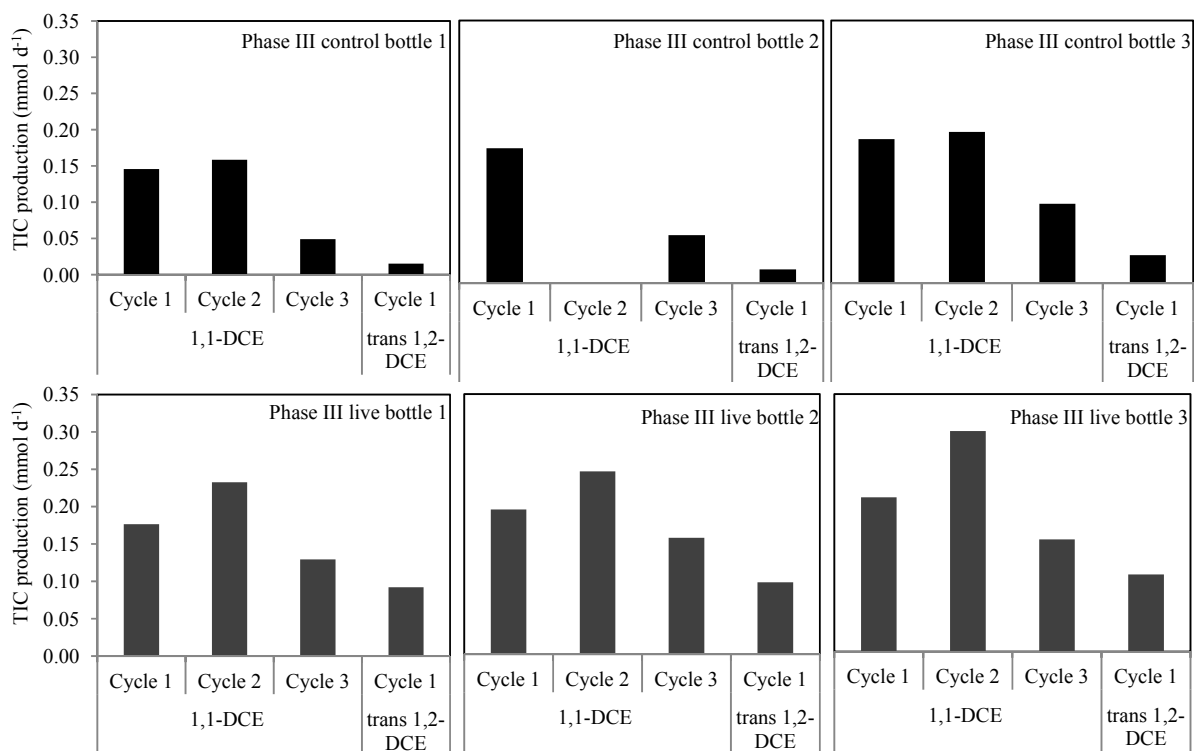 TIC production (mmol d-1)
0.35
0.30
0.25
0.20
0.15
0.10
0.05
0.00
Phase III control bottle 1
Cycle 1 Cycle 2 Cycle 3 Cycle 1
1,1-DCE trans 1,2-
DCE
Phase III control bottle 2
Cycle 1 Cycle 2 Cycle 3 Cycle 1
1,1-DCE trans 1,2-
DCE
Phase III control bottle 3
Cycle 1 Cycle 2 Cycle 3 Cycle 1
1,1-DCE trans 1,2-
DCE
TIC production (mmol d-1)
0.35
0.30
0.25
0.20
0.15
0.10
0.05
0.00
Phase III live bottle 1
Cycle 1 Cycle 2 Cycle 3 Cycle 1
1,1-DCE trans 1,2-
DCE
Phase III live bottle 2
Cycle 1 Cycle 2 Cycle 3 Cycle 1
1,1-DCE trans 1,2-
DCE
Phase III live bottle 3
Cycle 1 Cycle 2 Cycle 3 Cycle 1
1,1-DCE trans 1,2-
DCE